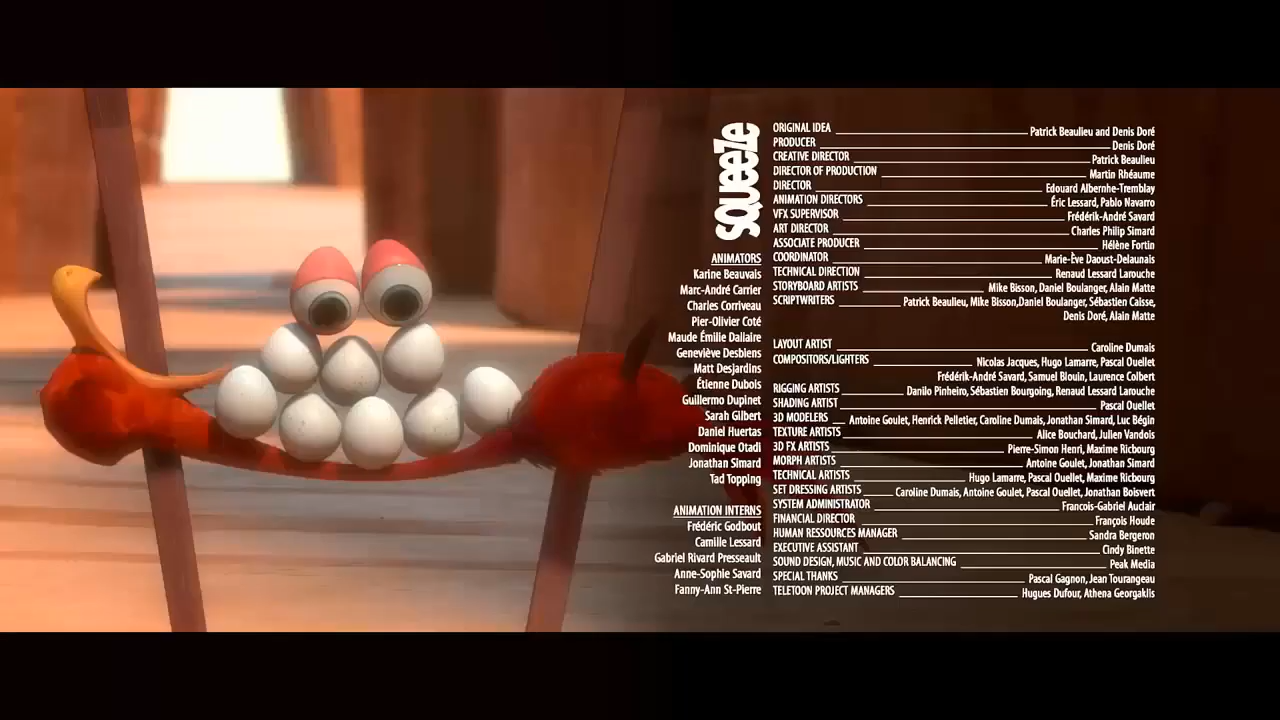 squeeze
ANIMATORS
Karine Beauvais
Marc-André Carrier
Charles Corriveau
Pier-Olivier Coté
Maude Émilie Dallaire
Geneviève Desbiens
Matt Desjardins
Étienne Dubois
Guillermo Dupinet
Sarah Gilbert
Daniel Huertas
Dominique Otadi
Jonathan Simard
Tad Topping
ANIMATION INTERNS
Frédéric Godbout
Camille Lessard
Gabriel Rivard Presseault
Anne-Sophie Savard
Fanny-Ann St-Pierre
ORIGINAL IDEA Patrick Beaulieu and Denis Doré
PRODUCER Denis Doré
CREATIVE DIRECTOR Patrick Beaulieu
DIRECTOR OF PRODUCTION Martin Rhéaume
DIRECTOR Edouard Albernhe-Tremblay
ANIMATION DIRECTORS Éric Lessard, Pablo Navarro
VFX SUPERVISOR Frédérik-André Savard
ART DIRECTOR Charles Philip Simard
ASSOCIATE PRODUCER Hélène Fortin
COORDINATOR Marie-Ève Daoust-Delaunais
TECHNICAL DIRECTION Renaud Lessard Larouche
STORYBOARD ARTISTS Mike Bisson, Daniel Boulanger, Alain Matte
SCRIPTWRITERS Patrick Beaulieu, Mike Bisson,Daniel Boulanger, Sébastien Caisse,
Denis Doré, Alain Matte
LAYOUT ARTIST Caroline Dumais
COMPOSITORS/LIGHTERS Nicolas Jacques, Hugo Lamarre, Pascal Ouellet
Frédérik-André Savard, Samuel Blouin, Laurence Colbert
RIGGING ARTISTS Danilo Pinheiro, Sébastien Bourgoing, Renaud Lessard Larouche
SHADING ARTIST Pascal Ouellet
3D MODELERS Antoine Goulet, Henrick Pelletier, Caroline Dumais, Jonathan Simard, Luc Bégin
TEXTURE ARTISTS Alice Bouchard, Julien Vandois
3D FX ARTISTS Pierre-Simon Henri, Maxime Ricbourg
MORPH ARTISTS Antoine Goulet, Jonathan Simard
TECHNICAL ARTISTS Hugo Lamarre, Pascal Ouellet, Maxime Ricbourg
SET DRESSING ARTISTS Caroline Dumais, Antoine Goulet, Pascal Ouellet, Jonathan Boisvert
SYSTEM ADMINISTRATOR Francois-Gabriel Auclair
FINANCIAL DIRECTOR François Houde
HUMAN RESSOURCES MANAGER Sandra Bergeron
EXECUTIVE ASSISTANT Cindy Binette
SOUND DESIGN, MUSIC AND COLOR BALANCING Peak Media
SPECIAL THANKS Pascal Gagnon, Jean Tourangeau
TELETOON PROJECT MANAGERS Hugues Dufour, Athena Georgaklis